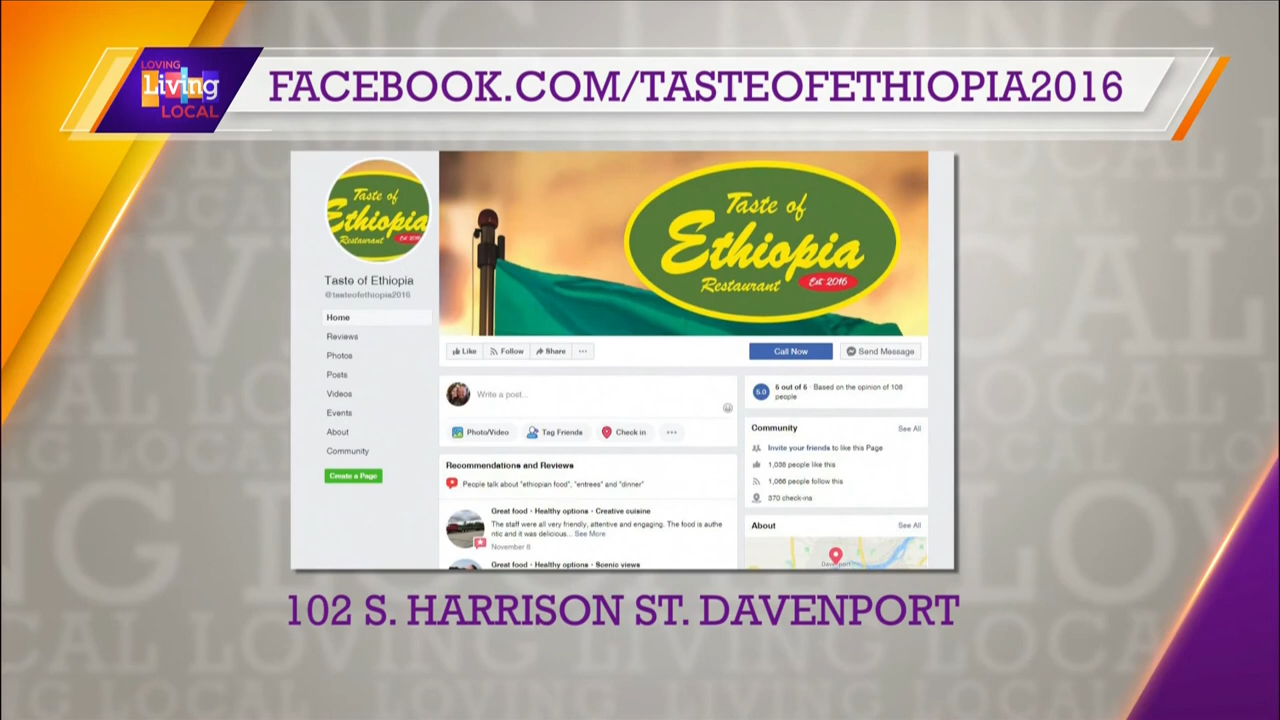 LOVING
Living
LOCAL
FACEBOOK.COM/TASTEOFETHIOPIA2016
Taste of
Ethiopia
Restaurant
Est 2016
Taste of
Ethiopia
Restaurant
Est 2016
Taste of Ethiopia
@tasteofethiopia2016
Home
Reviews
Photos
Posts
Videos
Events
About
Community
Create a Page
Like
Follow
Share
Call Now
Send Message
Write a post...
Photo/Video
Tag Friends
Check in
Recommendations and Reviews
People talk about "ethiopian food", "entrees" and "dinner"
Great food · Healthy options · Creative cuisine
The staff were all very friendly, attentive and engaging. The food is authe
ntic and it was delicious... See More
November 8
Great food · Healthy options · Scenic views
5.0
5 out of 5 · Based on the opinion of 108
people
Community
See All
Invite your friends to like this Page
1,038 people like this
1,066 people follow this
370 check-ins
About
See All
Davenport
102 S. HARRISON ST. DAVENPORT